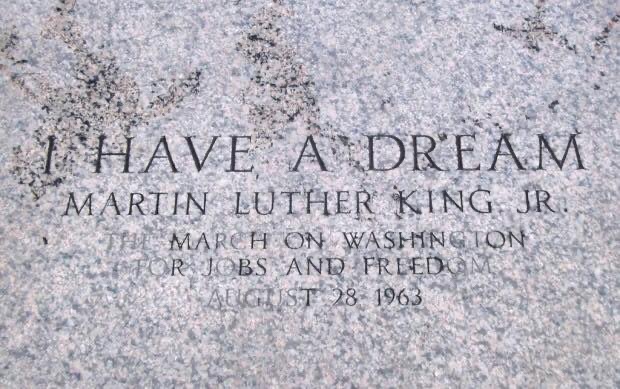 I HAVE A DREAM
MARTIN LUTHER KING JR.
THE MARCH ON WASHINGTON
FOR JOBS AND FREEDOM
AUGUST 28 1963